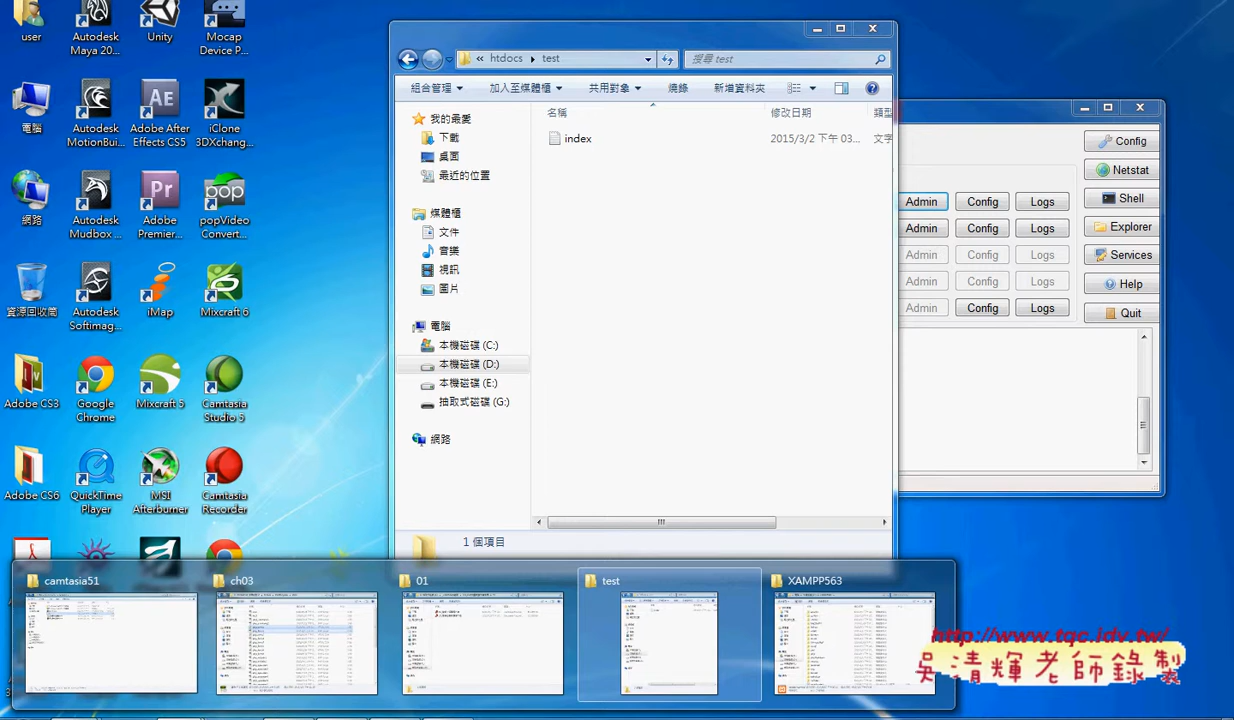 user
Autodesk
Maya 20...
Unity
Mocap
Device P...
電腦
Autodesk
MotionBui...
Adobe After
Effects CS5
iClone
3DXchang...
網路
Autodesk
Mudbox ...
Adobe
Premier...
popVideo
Convert...
資源回收筒
Autodesk
Softimag...
iMap
Mixcraft 6
Adobe CS3
Google
Chrome
Mixcraft 5
Camtasia
Studio 5
Adobe CS6
QuickTime
Player
MSI
Afterburner
Camtasia
Recorder
« htdocs ▸ test
搜尋 test
組合管理 ▼ 加入至媒體櫃 ▼ 共用對象 ▼ 燒錄 新增資料夾
名稱 修改日期 類型
index 2015/3/2 下午 03... 文字
我的最愛
下載
桌面
最近的位置
媒體櫃
文件
音樂
視訊
圖片
電腦
本機磁碟 (C:)
本機磁碟 (D:)
本機磁碟 (E:)
抽取式磁碟 (G:)
網路
1 個項目
Config
Netstat
Admin Config Logs Shell
Admin Config Logs Explorer
Admin Config Logs Services
Admin Config Logs Help
Admin Config Logs Quit
camtasia51
ch03
01
test
XAMPP563
http://www.tqc.idv.tw/
吳清輝老師錄製